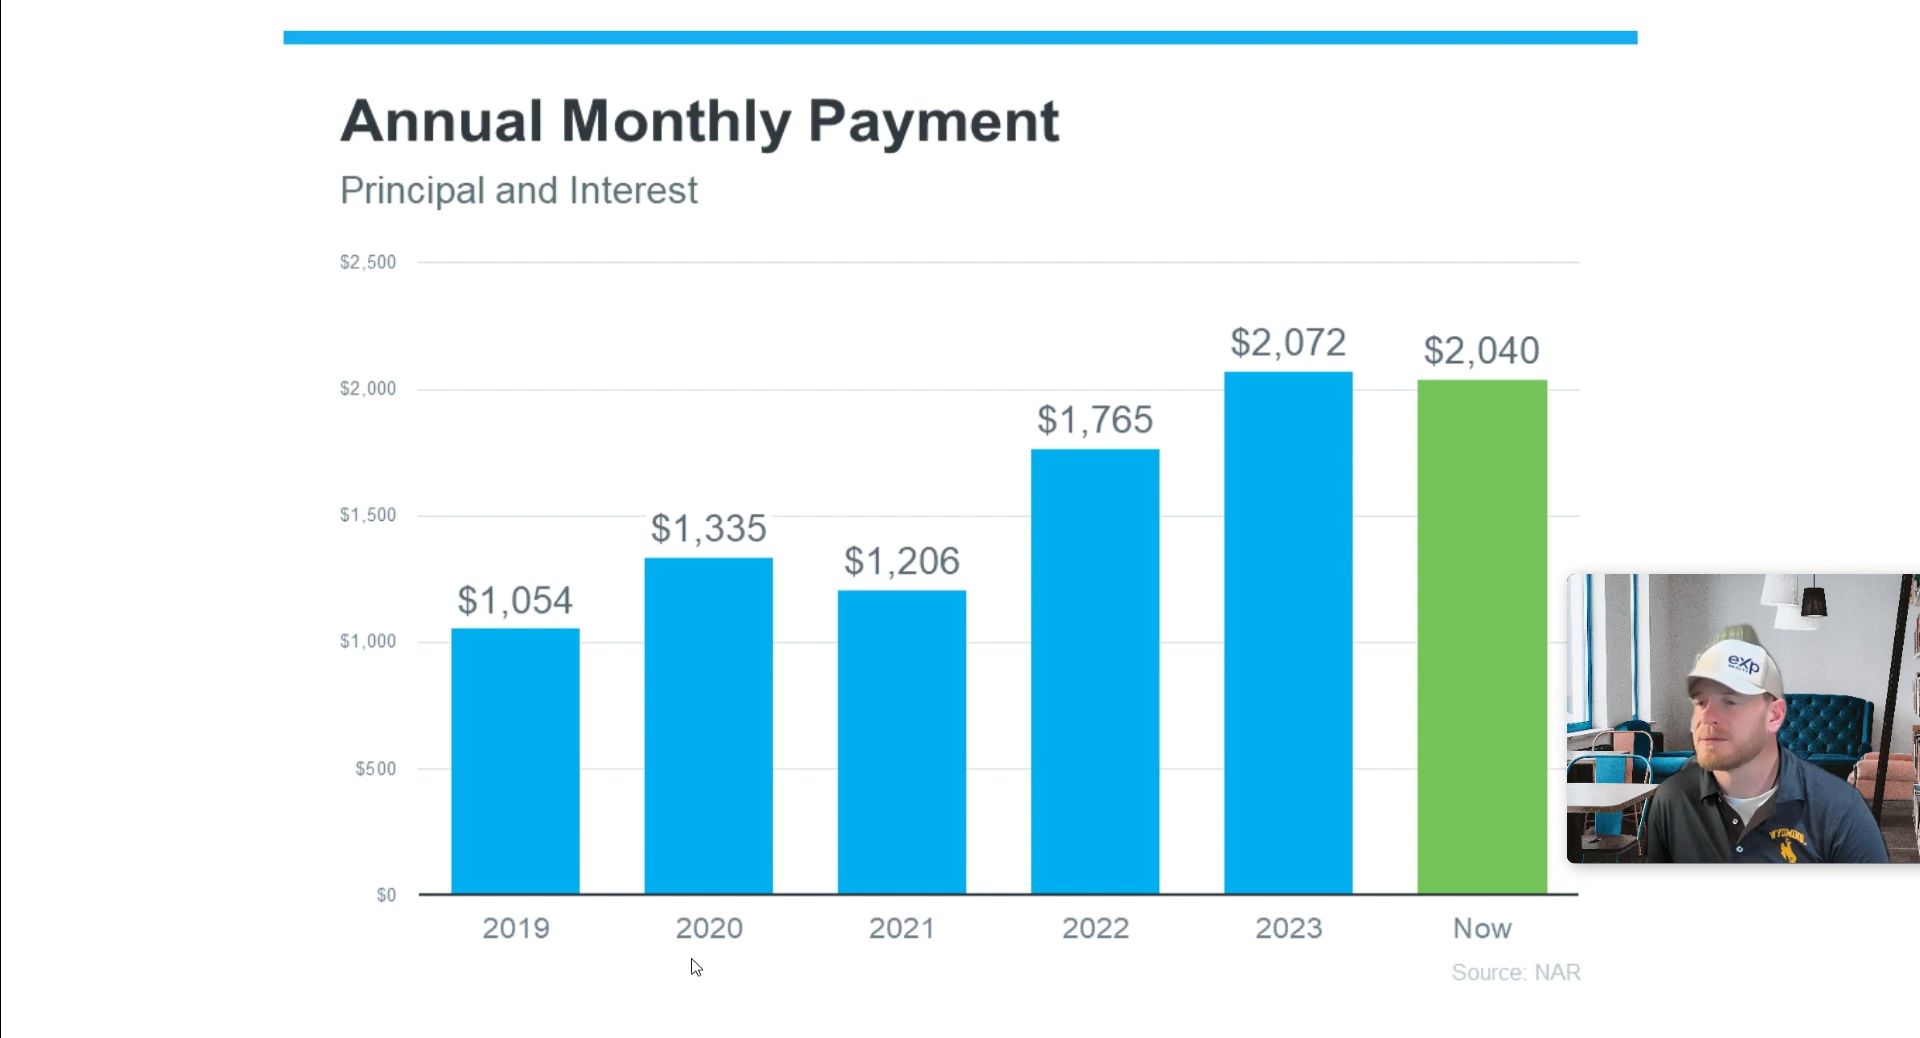 Annual Monthly Payment
Principal and Interest
$2,500
$2,000
$1,500
$1,000
$500
$0
$1,054
$1,335
$1,206
$1,765
$2,072
$2,040
2019
2020
2021
2022
2023
Now
Source: NAR
eXp
WYOMING